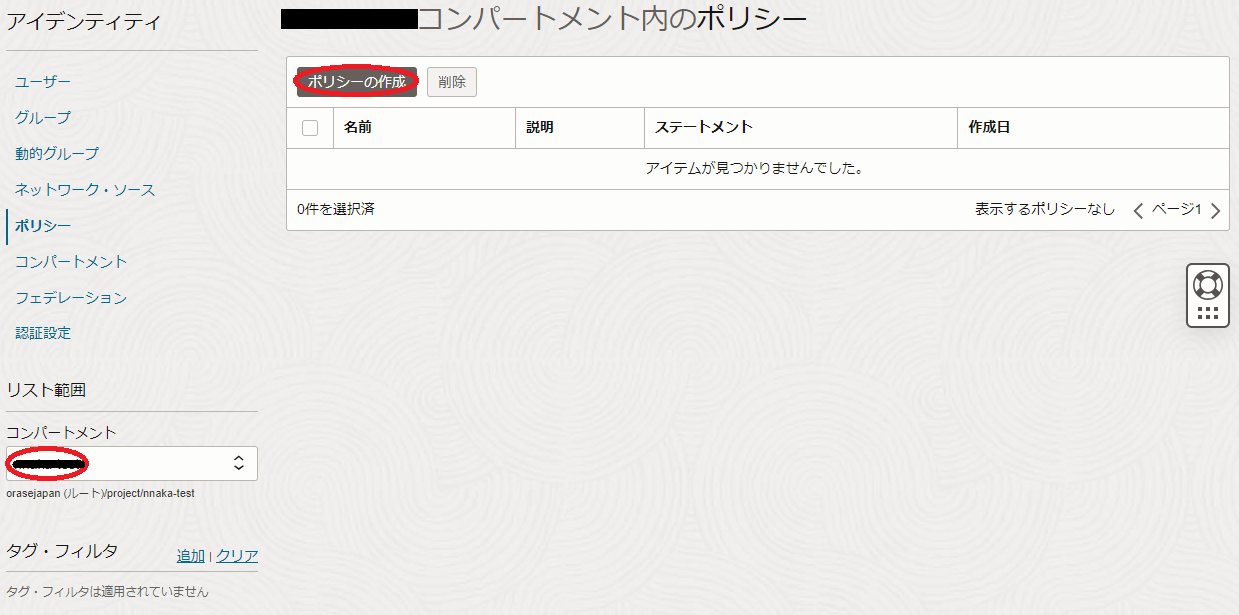 アイデンティティ
コンパートメント内のポリシー
ユーザー
グループ
動的グループ
ネットワーク・ソース
ポリシー
コンパートメント
フェデレーション
認証設定
リスト範囲
コンパートメント
orasejapan (ルート)/project/nnaka-test
タグ・フィルタ 追加 | クリア
タグ・フィルタは適用されていません
ポリシーの作成 削除
名前 説明 ステートメント 作成日
アイテムが見つかりませんでした。
0件を選択済 表示するポリシーなし ページ1